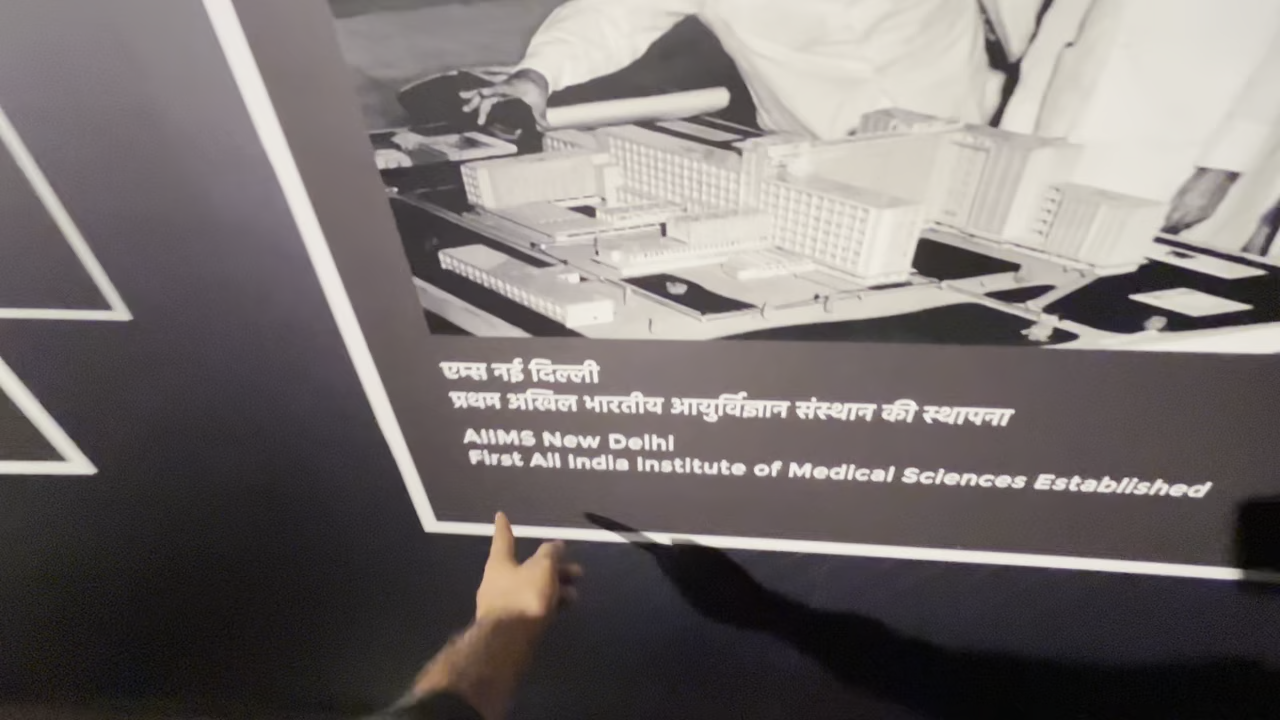 एम्स नई दिल्ली
प्रथम अखिल भारतीय आयुर्विज्ञान संस्थान की स्थापना
AIIMS New Delhi
First All India Institute of Medical Sciences Established